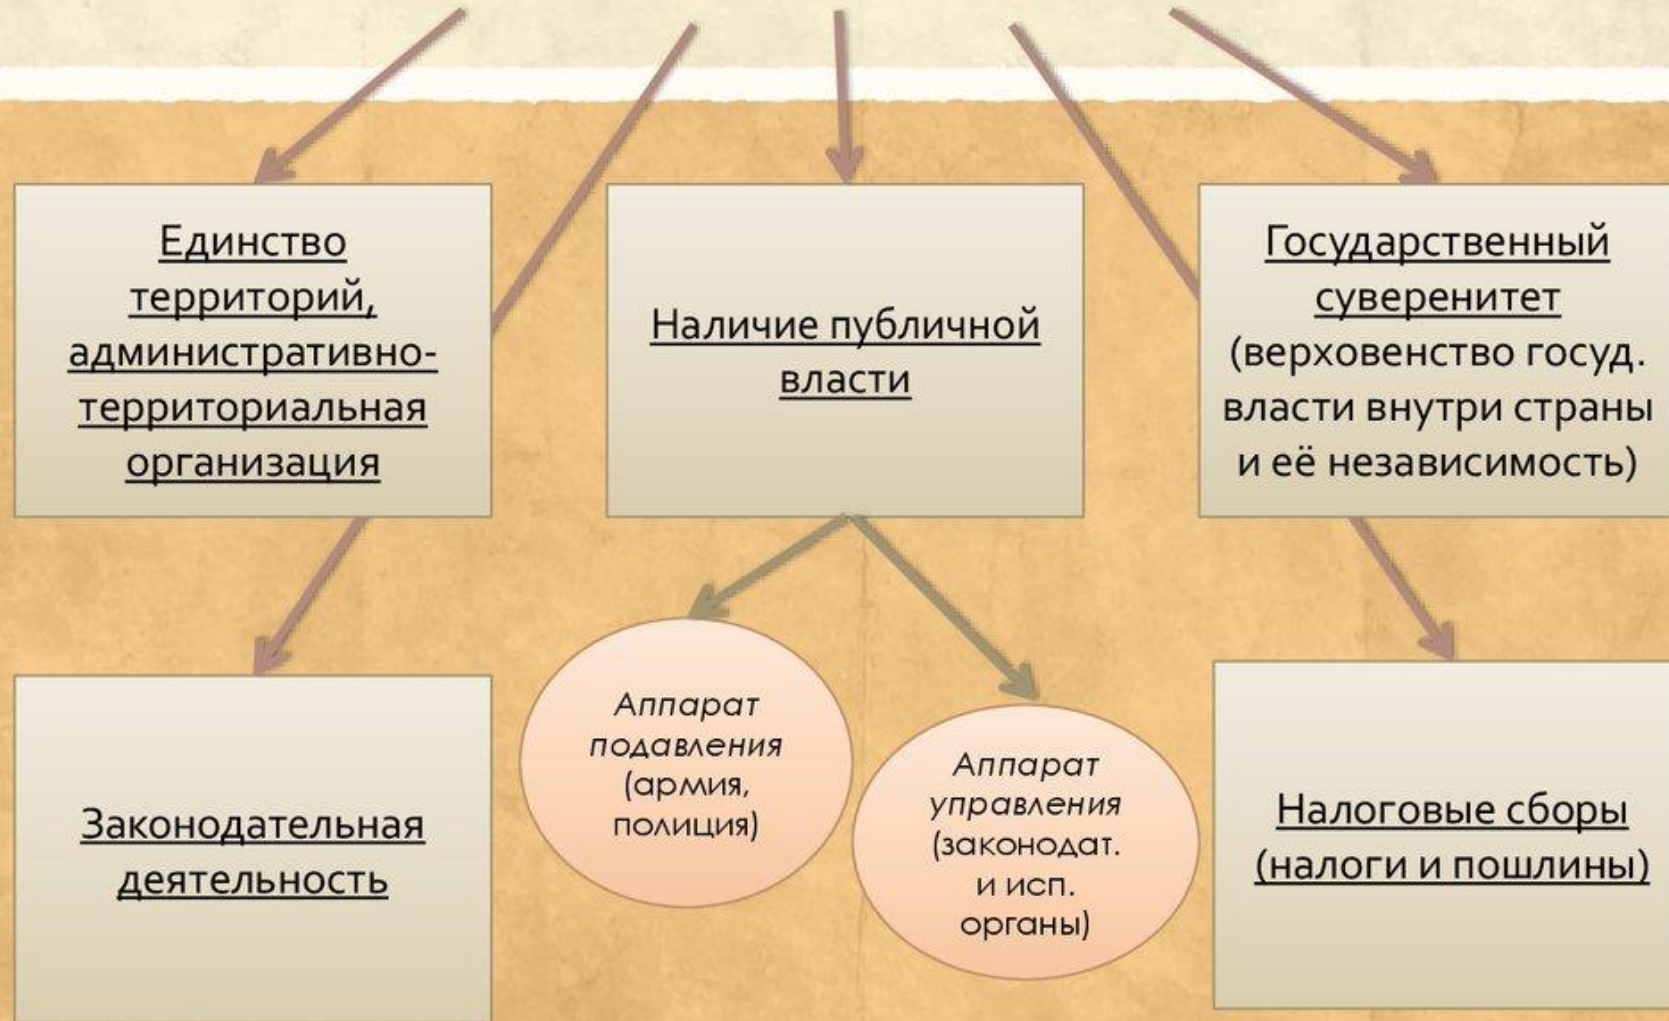 Единство
территорий,
административно-
территориальная
организация
Наличие публичной
власти
Государственный
суверенитет
(верховенство госуд.
власти внутри страны
и её независимость)
Законодательная
деятельность
Аппарат
подавления
(армия,
полиция)
Аппарат
управления
(законодат.
и исп.
органы)
Налоговые сборы
(налоги и пошлины)